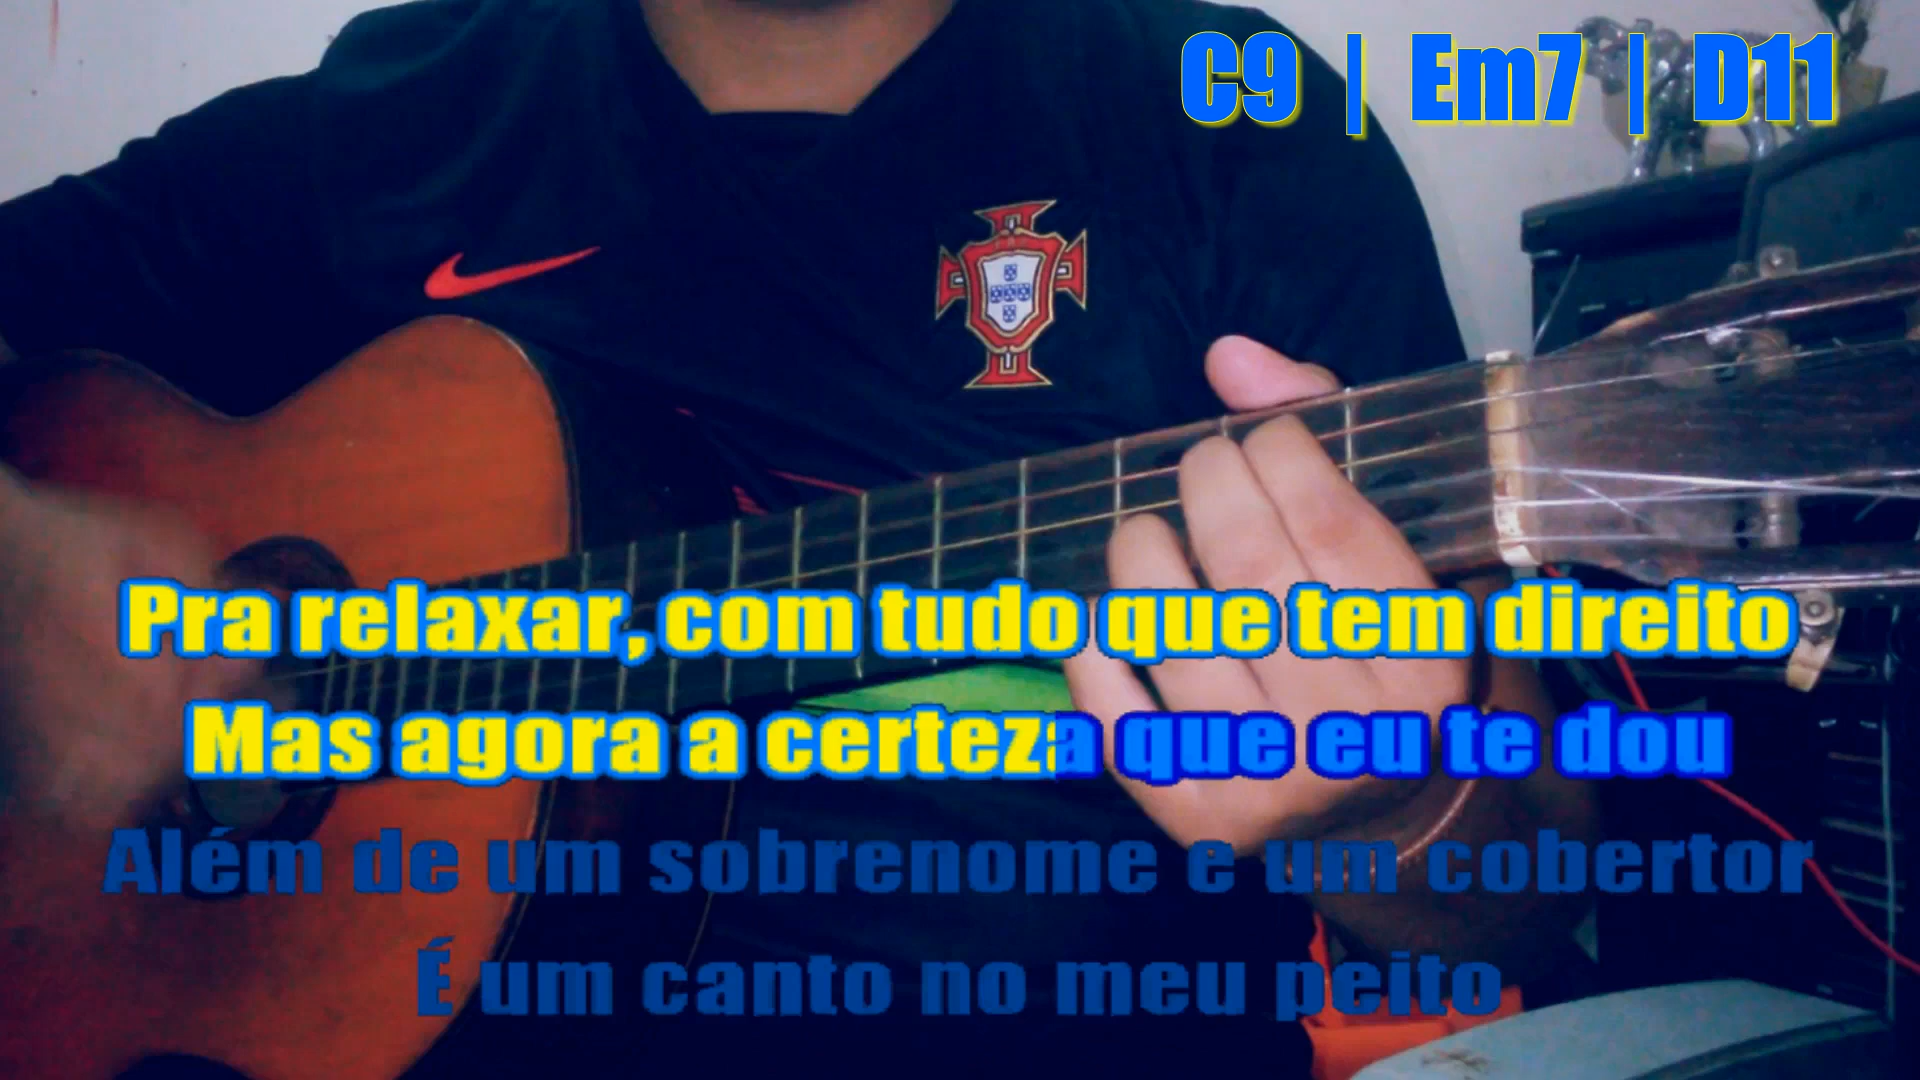 C9 | Em7 | D11
Pra relaxar, com tudo que tem direito
Mas agora a certeza que eu te dou
Além de um sobrenome e um cobertor
É um canto no meu peito